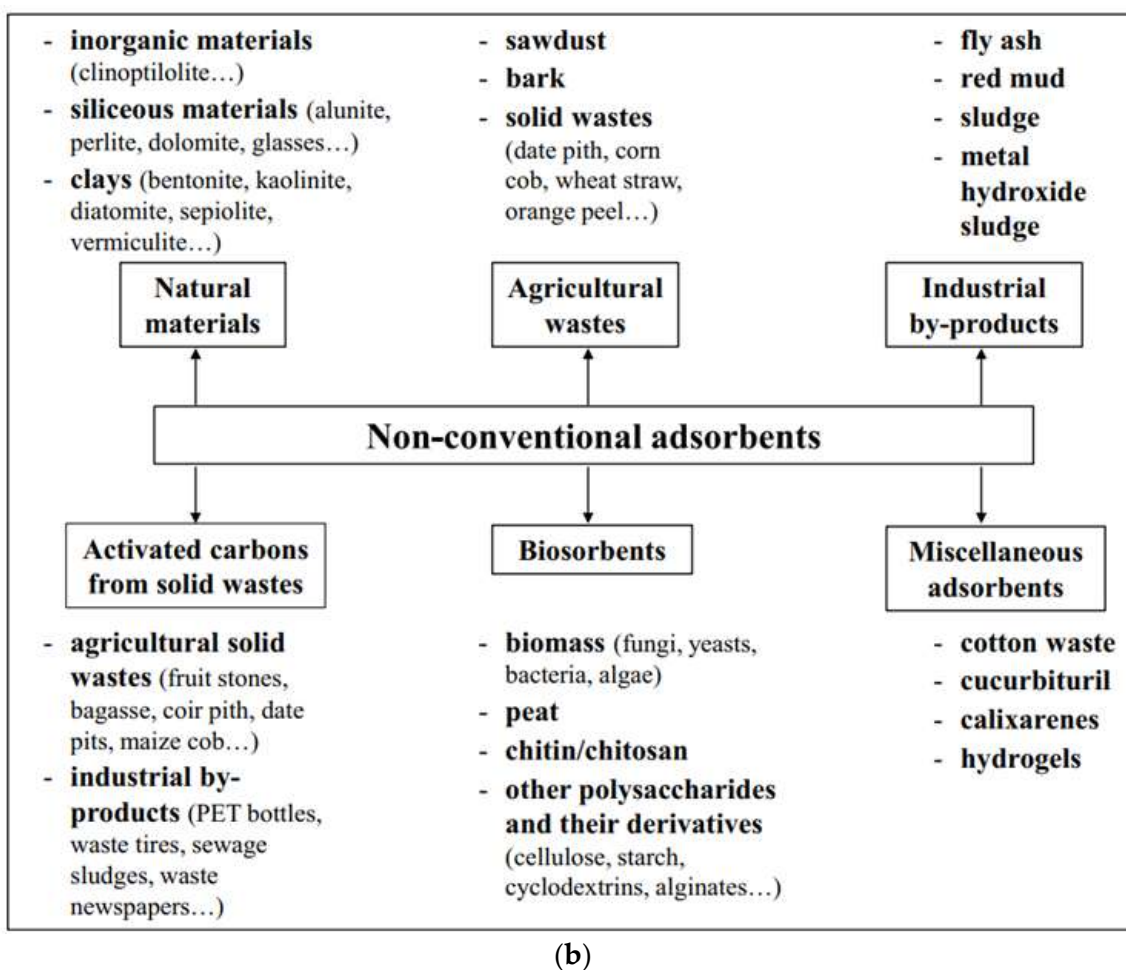 - inorganic materials
(clinoptilolite…)
- siliceous materials (alunite,
perlite, dolomite, glasses…)
- clays (bentonite, kaolinite,
diatomite, sepiolite,
vermiculite…)
- sawdust
- bark
- solid wastes
(date pith, corn
cob, wheat straw,
orange peel…)
- fly ash
- red mud
- sludge
- metal
hydroxide
sludge
Natural
materials
Agricultural
wastes
Industrial
by-products
Non-conventional adsorbents
Activated carbons
from solid wastes
Biosorbents
Miscellaneous
adsorbents
- agricultural solid
wastes (fruit stones,
bagasse, coir pith, date
pits, maize cob…)
- industrial by-
products (PET bottles,
waste tires, sewage
sludges, waste
newspapers…)
- biomass (fungi, yeasts,
bacteria, algae)
- peat
- chitin/chitosan
- other polysaccharides
and their derivatives
(cellulose, starch,
cyclodextrins, alginates…)
- cotton waste
- cucurbituril
- calixarenes
- hydrogels
(b)